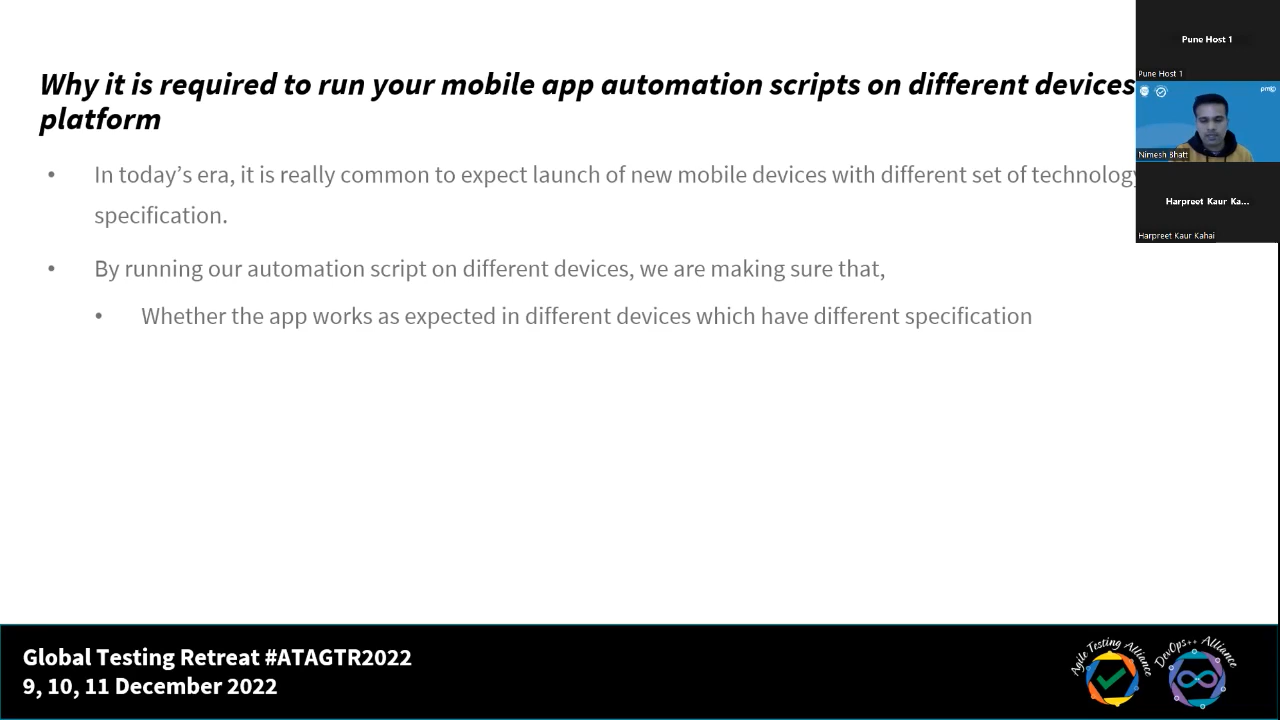 Why it is required to run your mobile app automation scripts on different devices
platform
• In today’s era, it is really common to expect launch of new mobile devices with different set of technology
specification.
• By running our automation script on different devices, we are making sure that,
• Whether the app works as expected in different devices which have different specification
Pune Host 1
Pune Host 1
pmi
Nimesh Bhatt
Harpreet Kaur Ka...
Harpreet Kaur Kahai
Global Testing Retreat #ATAGTR2022
9, 10, 11 December 2022
Agile Testing Alliance
DevOps++ Alliance